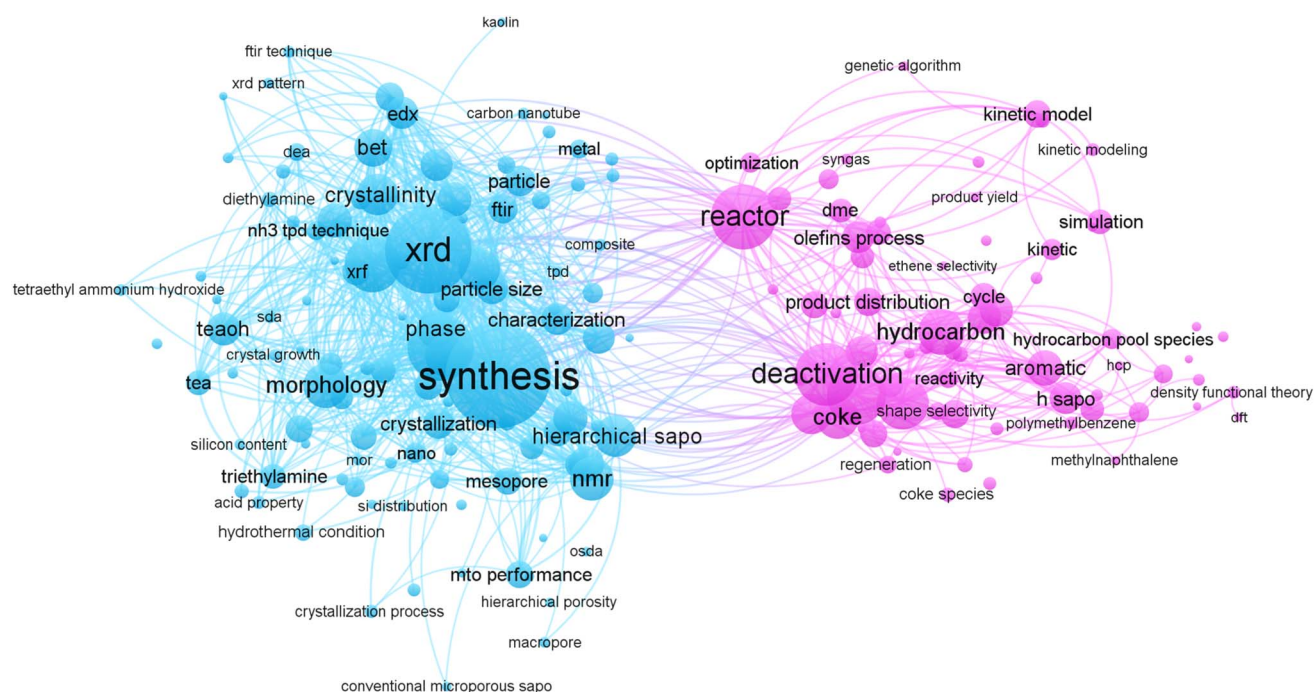 kaolin
ftir technique
xrd pattern
edx
carbon nanotube
bet
metal
dea
crystallinity
particle
diethylamine
ftir
nh3 tpd technique
xrd
composite
xrf
tpd
tetraethyl ammonium hydroxide
particle size
sda
characterization
teaoh
phase
crystal growth
synthesis
tea
morphology
crystallization
hierarchical sapo
silicon content
mor
nano
triethylamine
mesopore
nmr
acid property
si distribution
hydrothermal condition
osda
mto performance
crystallization process
hierarchical porosity
macropore
conventional microporous sapo
genetic algorithm
kinetic model
kinetic modeling
optimization
syngas
product yield
reactor
dme
simulation
olefins process
kinetic
ethene selectivity
product distribution
cycle
hydrocarbon
hydrocarbon pool species
deactivation
reactivity
aromatic
hcp
density functional theory
coke
shape selectivity
h sapo
dft
polymethylbenzene
regeneration
methylnaphthalene
coke species